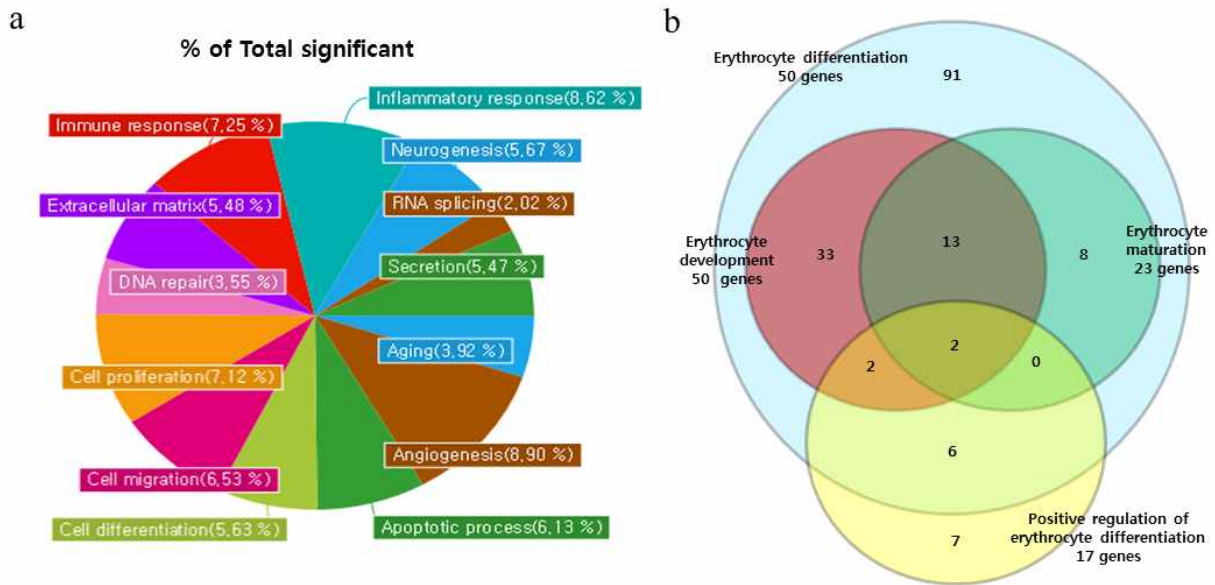 a
% of Total significant
Inflammatory response(8,62 %)
Immune response(7,25 %)
Neurogenesis(5,67 %)
Extracellular matrix(5,48 %)
RNA splicing(2,02 %)
Secretion(5,47 %)
DNA repair(3,55 %)
Aging(3,92 %)
Cell proliferation(7,12 %)
Angiogenesis(8,90 %)
Cell migration(6,53 %)
Cell differentiation(5,63 %)
Apoptotic process(6,13 %)
b
Erythrocyte differentiation
50 genes
91
Erythrocyte
development
50 genes
33
13
8
Erythrocyte
maturation
23 genes
2
2
0
6
7
Positive regulation of
erythrocyte differentiation
17 genes